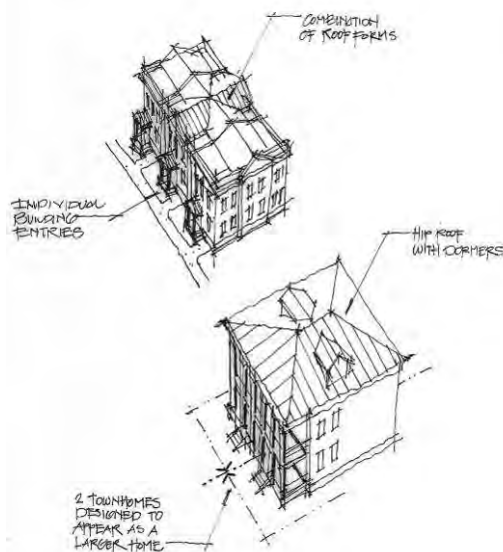 COMBINATION
OF ROOF FORMS
INDIVIDUAL
BUILDING
ENTRIES
HIP ROOF
WITH DORMERS
2 TOWNHOMES
DESIGNED TO
APPEAR AS A
LARGER HOME